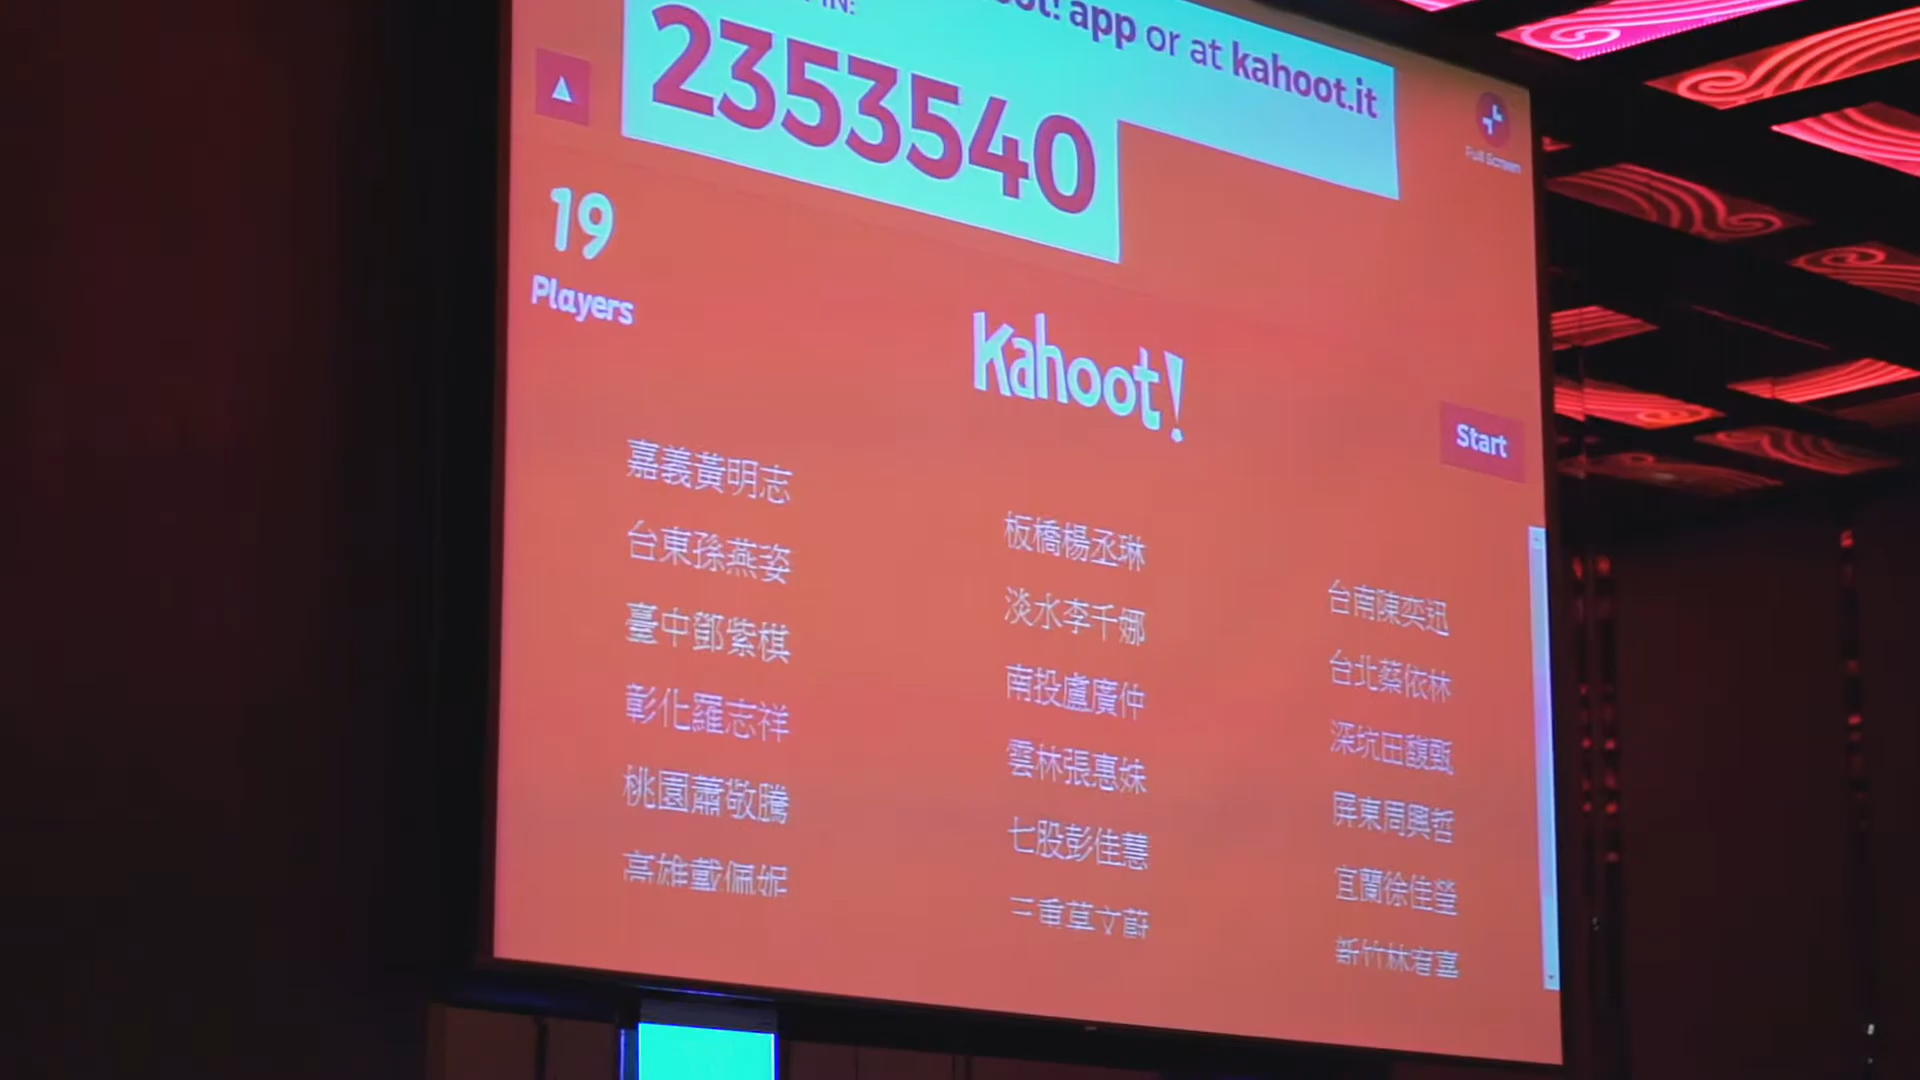 app or at kahoot.it
2353540
Full Screen
19
Players
Kahoot!
Start
嘉義黃明志
台東孫燕姿
臺中鄧紫棋
彰化羅志祥
桃園蕭敬騰
高雄戴佩妮
板橋楊丞琳
淡水李千娜
南投盧廣仲
雲林張惠妹
七股彭佳慧
台南陳奕迅
台北蔡依林
深坑田馥甄
屏東周興哲
宜蘭徐佳瑩
新竹林宥嘉